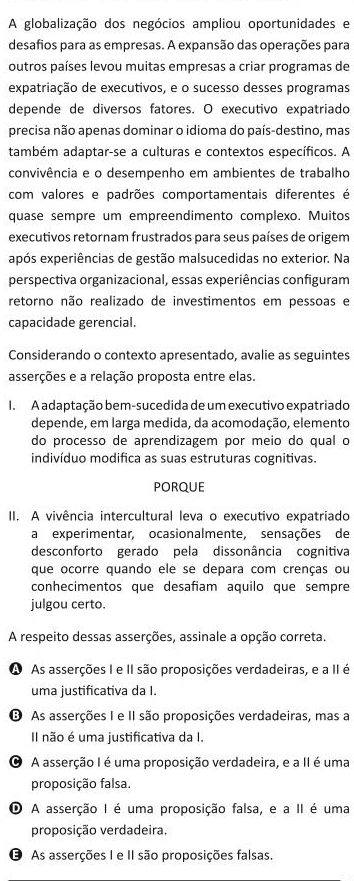 A globalização dos negócios ampliou oportunidades e
desafios para as empresas. A expansão das operações para
outros países levou muitas empresas a criar programas de
expatriação de executivos, e o sucesso desses programas
depende de diversos fatores. O executivo expatriado
precisa não apenas dominar o idioma do país-destino, mas
também adaptar-se a culturas e contextos específicos. A
convivência e o desempenho em ambientes de trabalho
com valores e padrões comportamentais diferentes é
quase sempre um empreendimento complexo. Muitos
executivos retornam frustrados para seus países de origem
após experiências de gestão malsucedidas no exterior. Na
perspectiva organizacional, essas experiências configuram
retorno não realizado de investimentos em pessoas e
capacidade gerencial.
Considerando o contexto apresentado, avalie as seguintes
asserções e a relação proposta entre elas.
I. A adaptação bem-sucedida de um executivo expatriado
depende, em larga medida, da acomodação, elemento
do processo de aprendizagem por meio do qual o
indivíduo modifica as suas estruturas cognitivas.
PORQUE
II. A vivência intercultural leva o executivo expatriado
a experimentar, ocasionalmente, sensações de
desconforto gerado pela dissonância cognitiva
que ocorre quando ele se depara com crenças ou
conhecimentos que desafiam aquilo que sempre
julgou certo.
A respeito dessas asserções, assinale a opção correta.
A As asserções I e II são proposições verdadeiras, e a II é
uma justificativa da I.
B As asserções I e II são proposições verdadeiras, mas a
II não é uma justificativa da I.
C A asserção I é uma proposição verdadeira, e a II é uma
proposição falsa.
D A asserção I é uma proposição falsa, e a II é uma
proposição verdadeira.
E As asserções I e II são proposições falsas.